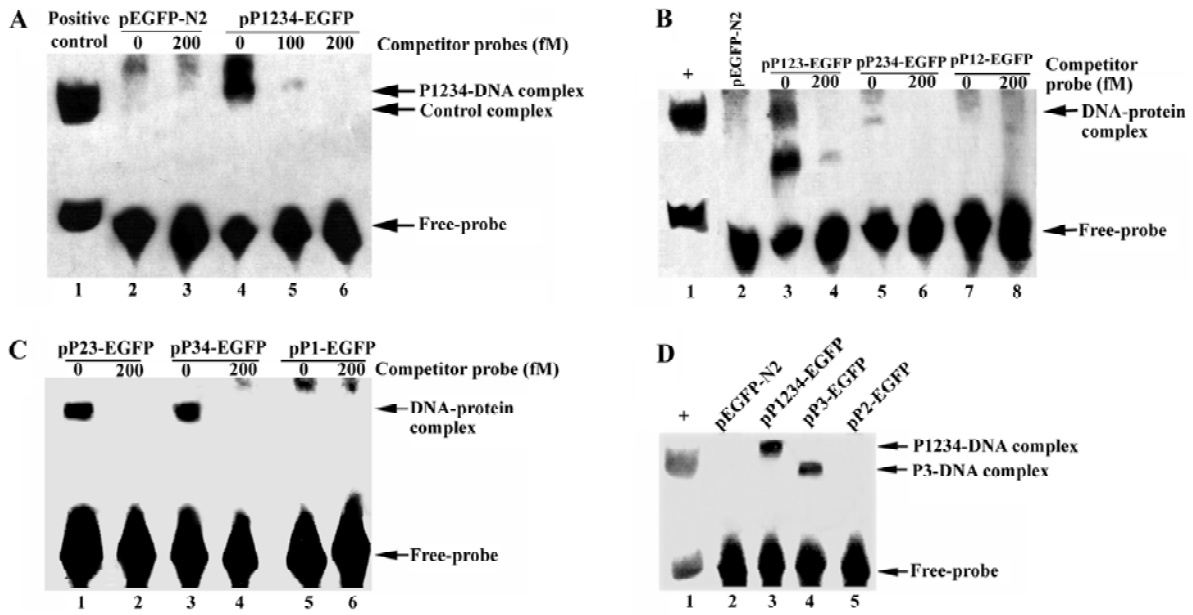 A
Positive control
pEGFP-N2 pP1234-EGFP
0 200 0 100 200 Competitor probes (fM)
P1234-DNA complex
Control complex
Free-probe
1 2 3 4 5 6
B
+ pEGFP-N2
pP123-EGFP pP234-EGFP pP12-EGFP
0 200 0 200 0 200
Competitor
probe (fM)
DNA-protein
complex
Free-probe
1 2 3 4 5 6 7 8
C
pP23-EGFP pP34-EGFP pP1-EGFP
0 200 0 200 0 200 Competitor probe (fM)
DNA-protein
complex
Free-probe
1 2 3 4 5 6
D
+ pEGFP-N2 pP1234-EGFP pP3-EGFP pP2-EGFP
P1234-DNA complex
P3-DNA complex
Free-probe
1 2 3 4 5